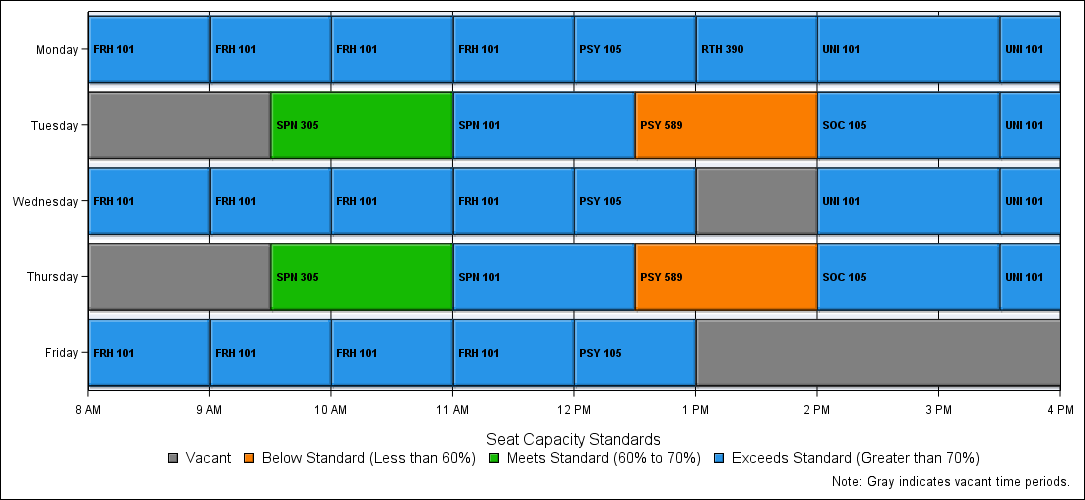 Monday FRH 101 FRH 101 FRH 101 FRH 101 PSY 105 RTH 390 UNI 101 UNI 101
Tuesday SPN 305 SPN 101 PSY 589 SOC 105 UNI 101
Wednesday FRH 101 FRH 101 FRH 101 FRH 101 PSY 105 UNI 101 UNI 101
Thursday SPN 305 SPN 101 PSY 589 SOC 105 UNI 101
Friday FRH 101 FRH 101 FRH 101 FRH 101 PSY 105
8 AM 9 AM 10 AM 11 AM 12 PM 1 PM 2 PM 3 PM 4 PM
Seat Capacity Standards
Vacant Below Standard (Less than 60%) Meets Standard (60% to 70%) Exceeds Standard (Greater than 70%)
Note: Gray indicates vacant time periods.